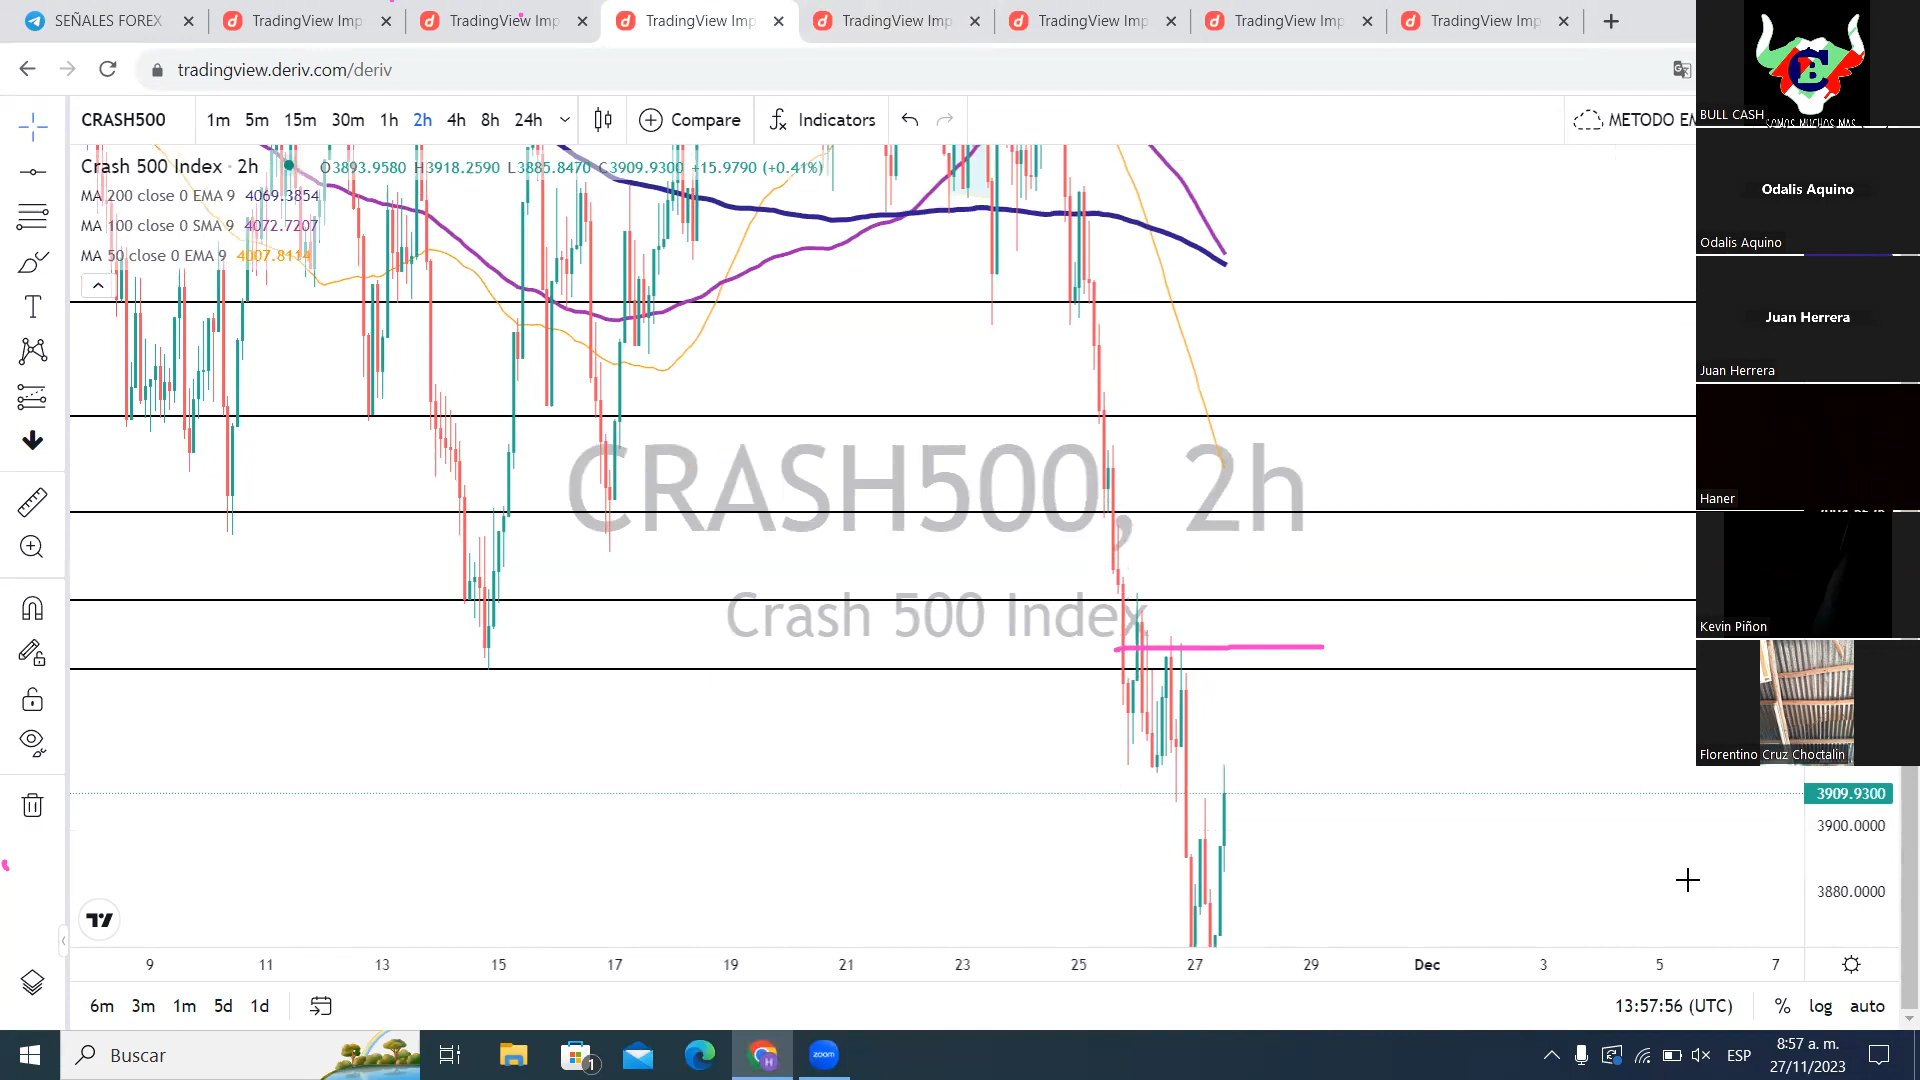 SEÑALES FOREX
TradingView Imp
TradingView Imp
TradingView Imp
TradingView Imp
TradingView Imp
TradingView Imp
TradingView Imp
tradingview.deriv.com/deriv
CRASH500 1m 5m 15m 30m 1h 2h 4h 8h 24h Compare Indicators METODO EM
Crash 500 Index · 2h O3893.9580 H3918.2590 L3885.8470 C3909.9300 +15.9790 (+0.41%)
MA 200 close 0 EMA 9 4069.3854
MA 100 close 0 SMA 9 4072.7207
MA 50 close 0 EMA 9 4007.8114
CRASH500, 2h
Crash 500 Index
3909.9300
3900.0000
3880.0000
9 11 13 15 17 19 21 23 25 27 29 Dec 3 5 7
6m 3m 1m 5d 1d 13:57:56 (UTC) % log auto
BULL CASH
SOMOS MUCHOS MAS
Odalis Aquino
Odalis Aquino
Juan Herrera
Juan Herrera
Haner
Kevin Piñon
Florentino Cruz Choctalin
Buscar
1
zoom
ESP
8:57 a. m.
27/11/2023